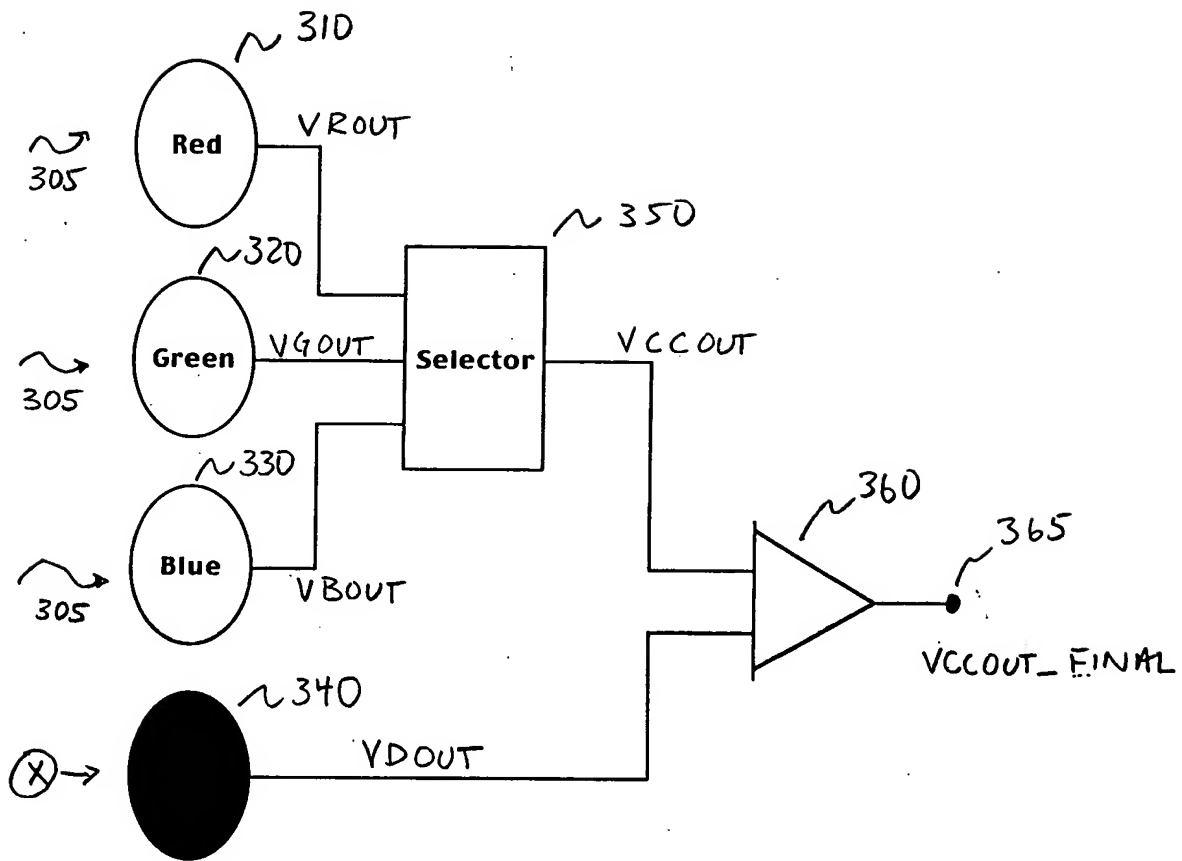 310
Red
VROUT
305
350
320
Green
VGOUT
Selector
VCCOUT
305
330
Blue
VBOUT
305
360
365
VCCOUT_FINAL
340
VDOUT
X